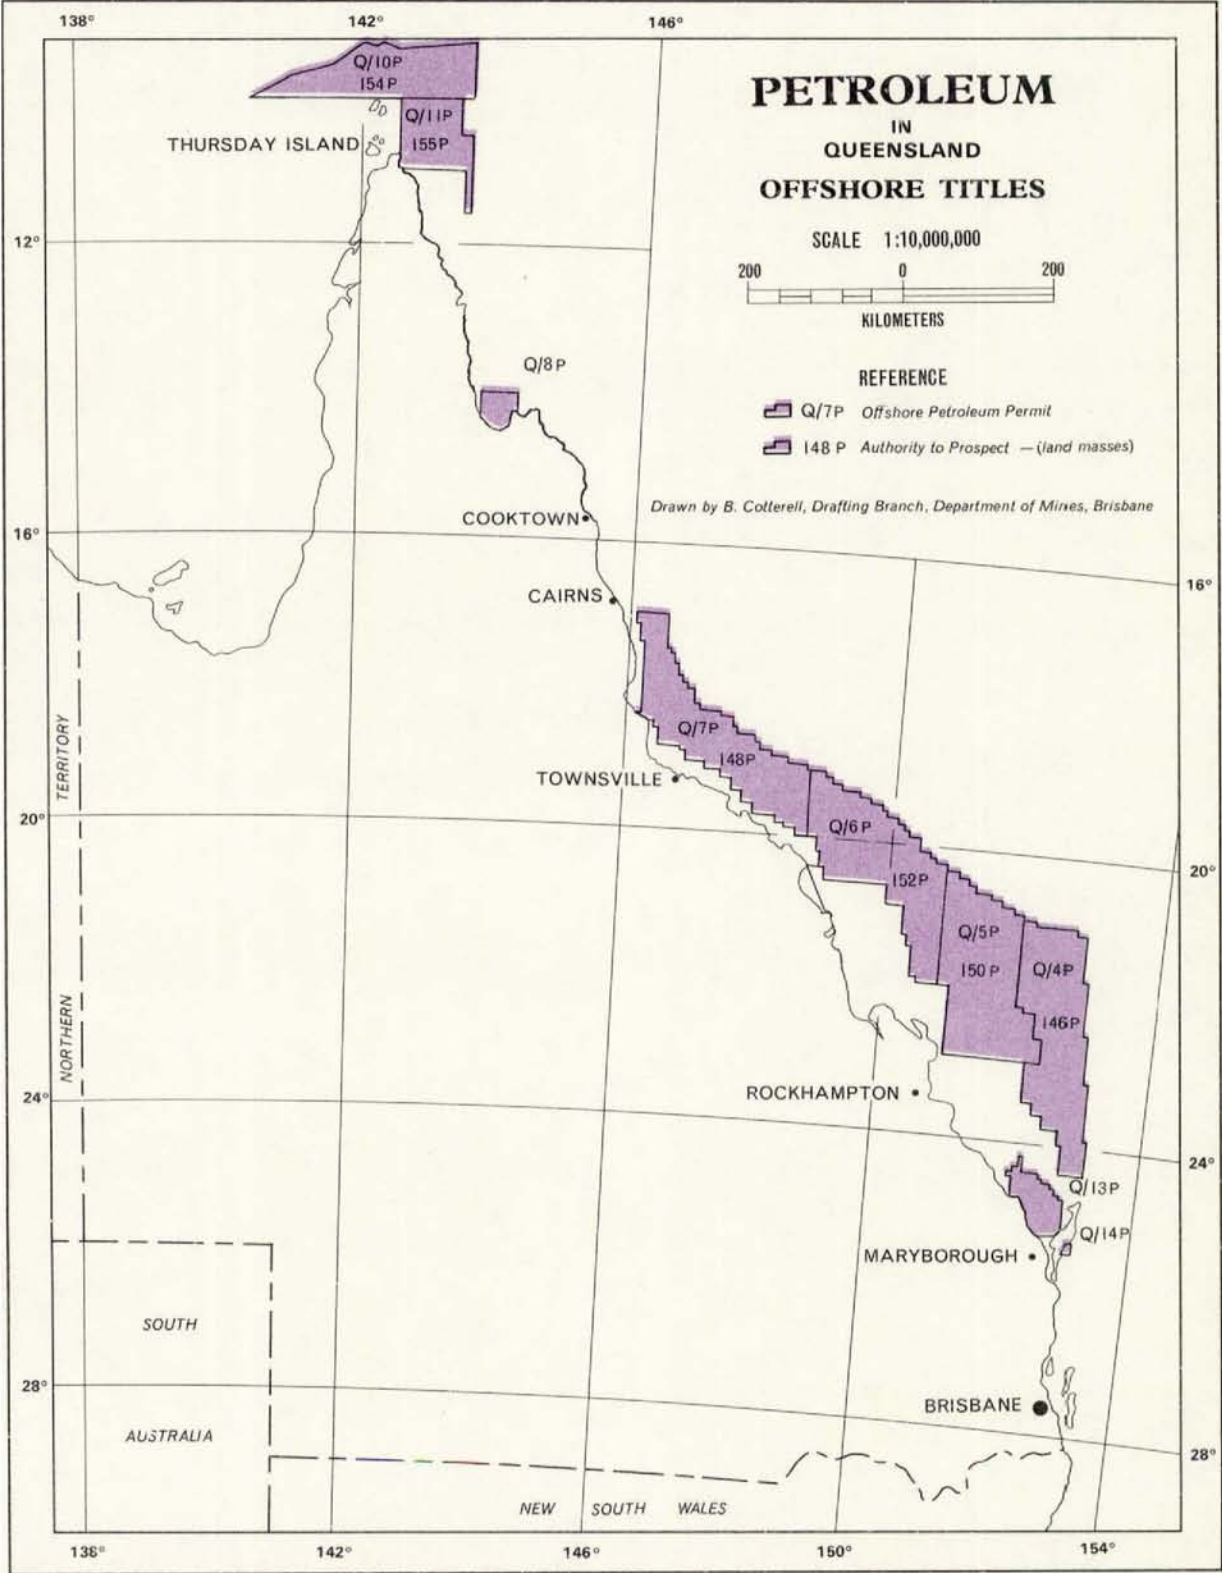 138°
142°
146°
PETROLEUM
IN
QUEENSLAND
OFFSHORE TITLES
SCALE 1:10,000,000
200 0 200
KILOMETERS
REFERENCE
Q/7P Offshore Petroleum Permit
148 P Authority to Prospect — (land masses)
Drawn by B. Cotterell, Drafting Branch, Department of Mines, Brisbane
Q/10P
154P
Q/11P
155P
THURSDAY ISLAND
12°
Q/8P
COOKTOWN
16°
16°
CAIRNS
Q/7P
148P
TOWNSVILLE
20°
Q/6P
152P
20°
Q/5P
150P
Q/4P
146P
TERRITORY
NORTHERN
ROCKHAMPTON
24°
24°
Q/13P
Q/14P
MARYBOROUGH
SOUTH
AUSTRALIA
28°
BRISBANE
28°
NEW SOUTH WALES
138°
142°
146°
150°
154°